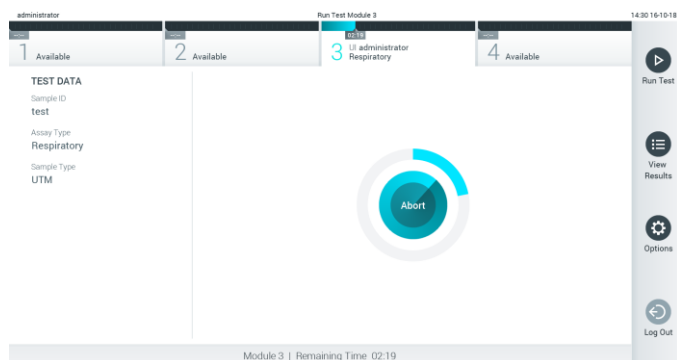 administrator
Run Test Module 3
14:30 16-10-18
--:--
1 Available
--:--
2 Available
02:19
3 UI administrator
Respiratory
--:--
4 Available
TEST DATA
Sample ID
test
Assay Type
Respiratory
Sample Type
UTM
Abort
Run Test
View
Results
Options
Log Out
Module 3 | Remaining Time 02:19